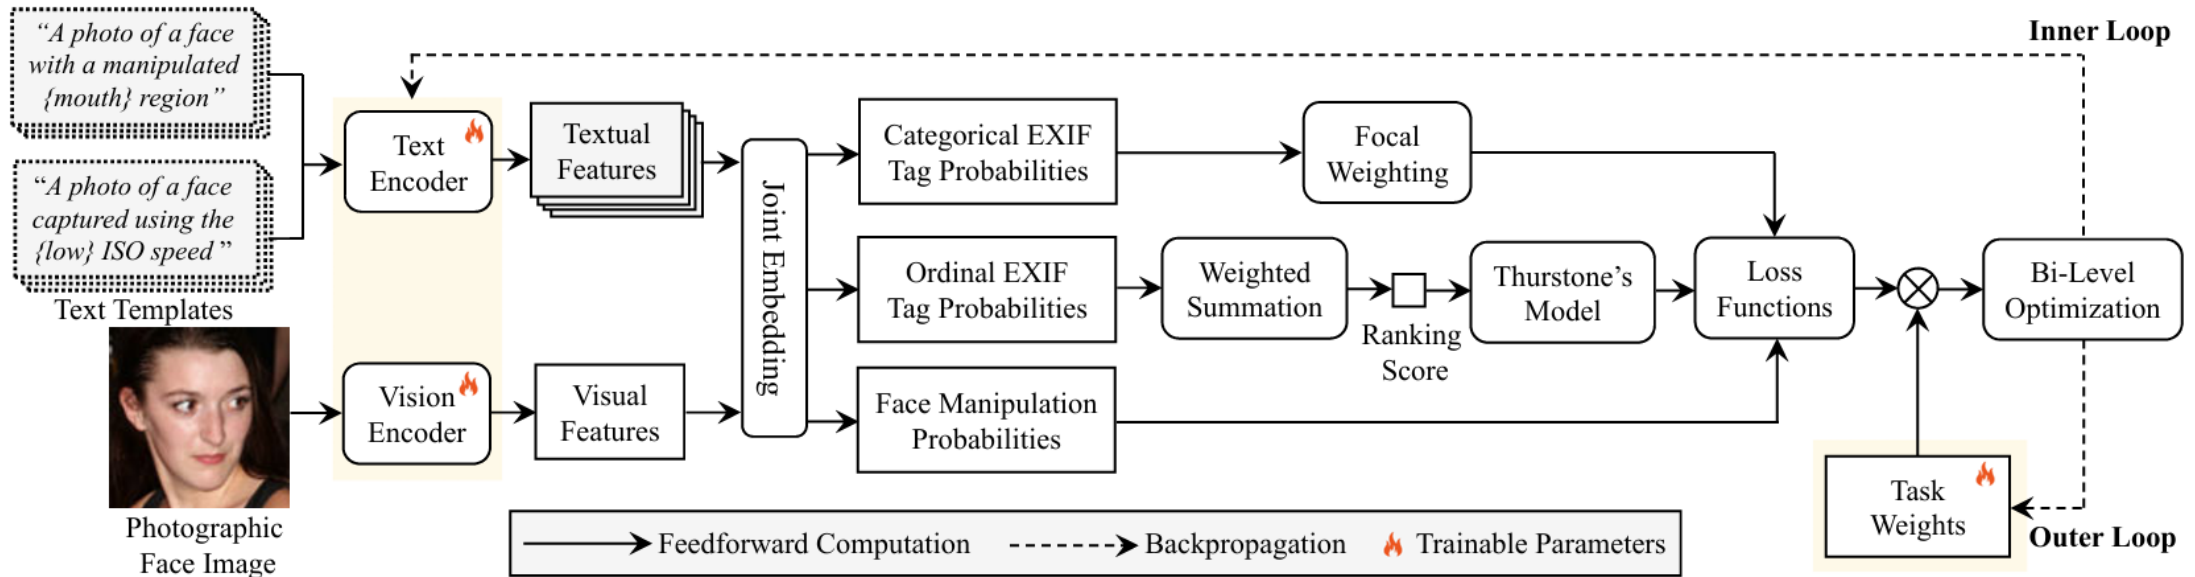 “A photo of a face
with a manipulated
{mouth} region”
“A photo of a face
captured using the
{low} ISO speed ”
Text Templates
Photographic
Face Image
Text
Encoder
Vision
Encoder
Textual
Features
Visual
Features
Joint Embedding
Categorical EXIF
Tag Probabilities
Ordinal EXIF
Tag Probabilities
Face Manipulation
Probabilities
Focal
Weighting
Weighted
Summation
Ranking
Score
Thurstone’s
Model
Loss
Functions
Bi-Level
Optimization
Inner Loop
Task
Weights
Outer Loop
Feedforward Computation
Backpropagation
Trainable Parameters